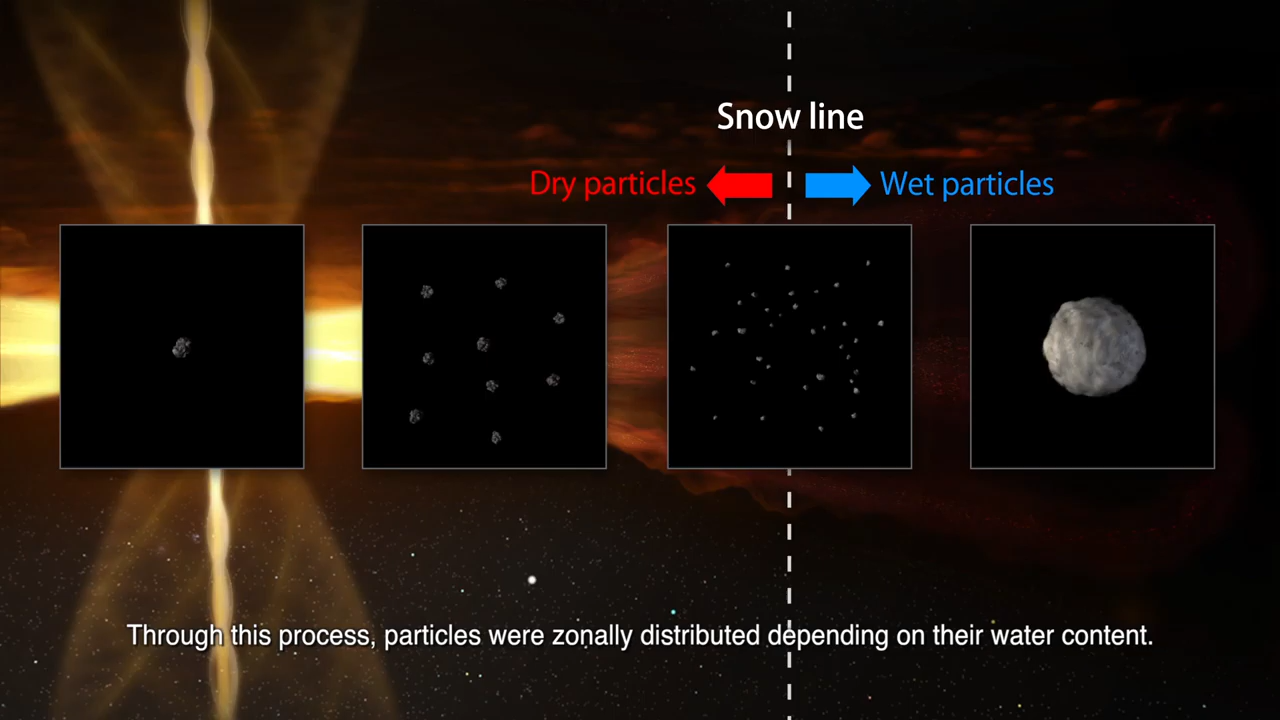 Snow line
Dry particles
Wet particles
Through this process, particles were zonally distributed depending on their water content.